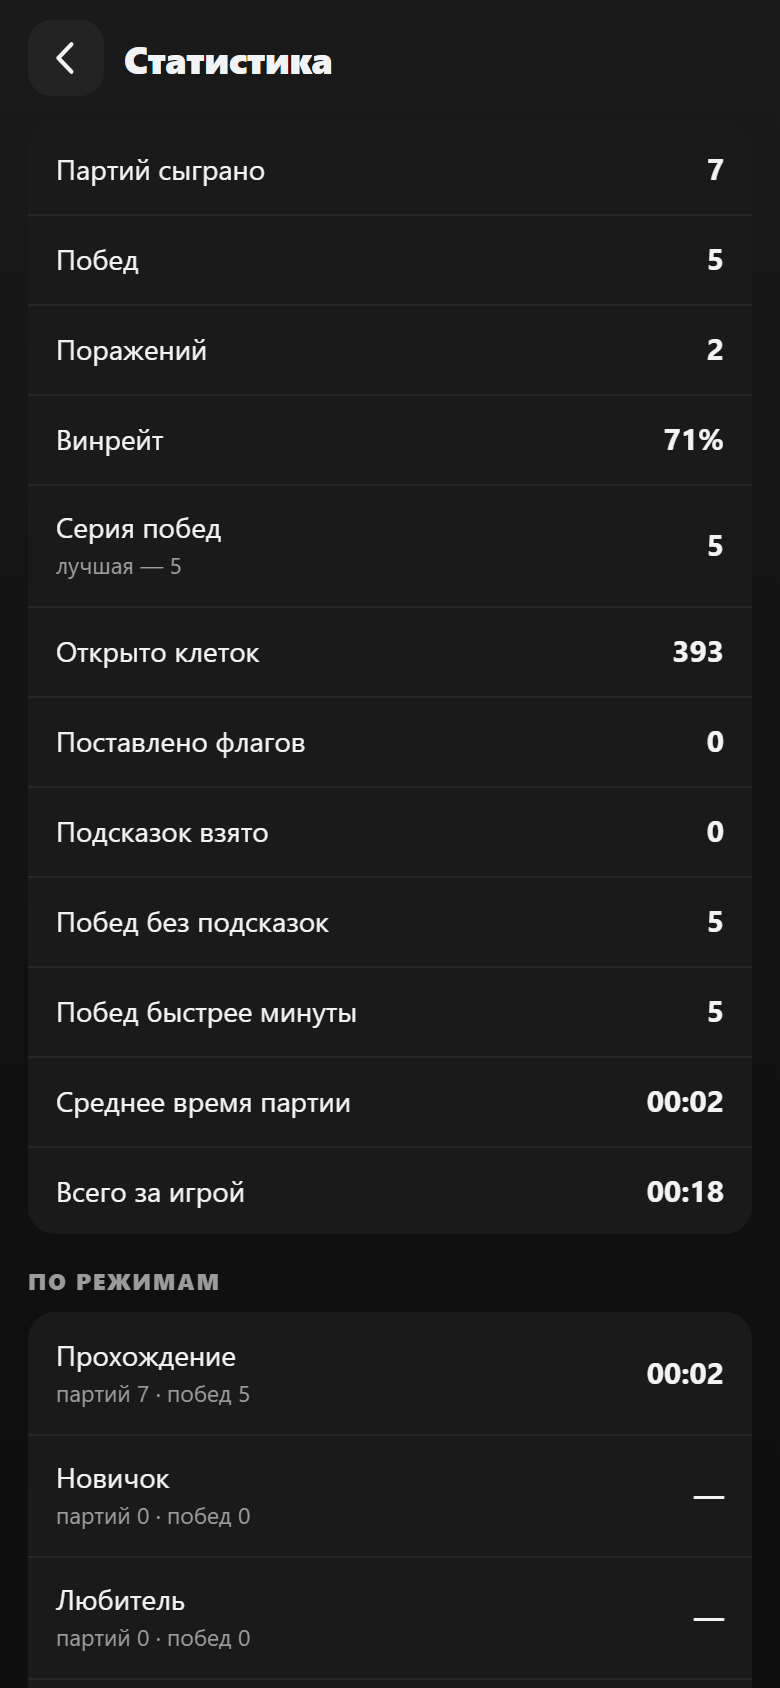 Статистика
Партий сыграно 7
Побед 5
Поражений 2
Винрейт 71%
Серия побед 5
лучшая — 5
Открыто клеток 393
Поставлено флагов 0
Подсказок взято 0
Побед без подсказок 5
Побед быстрее минуты 5
Среднее время партии 00:02
Всего за игрой 00:18
ПО РЕЖИМАМ
Прохождение 00:02
партий 7 · побед 5
Новичок —
партий 0 · побед 0
Любитель —
партий 0 · побед 0